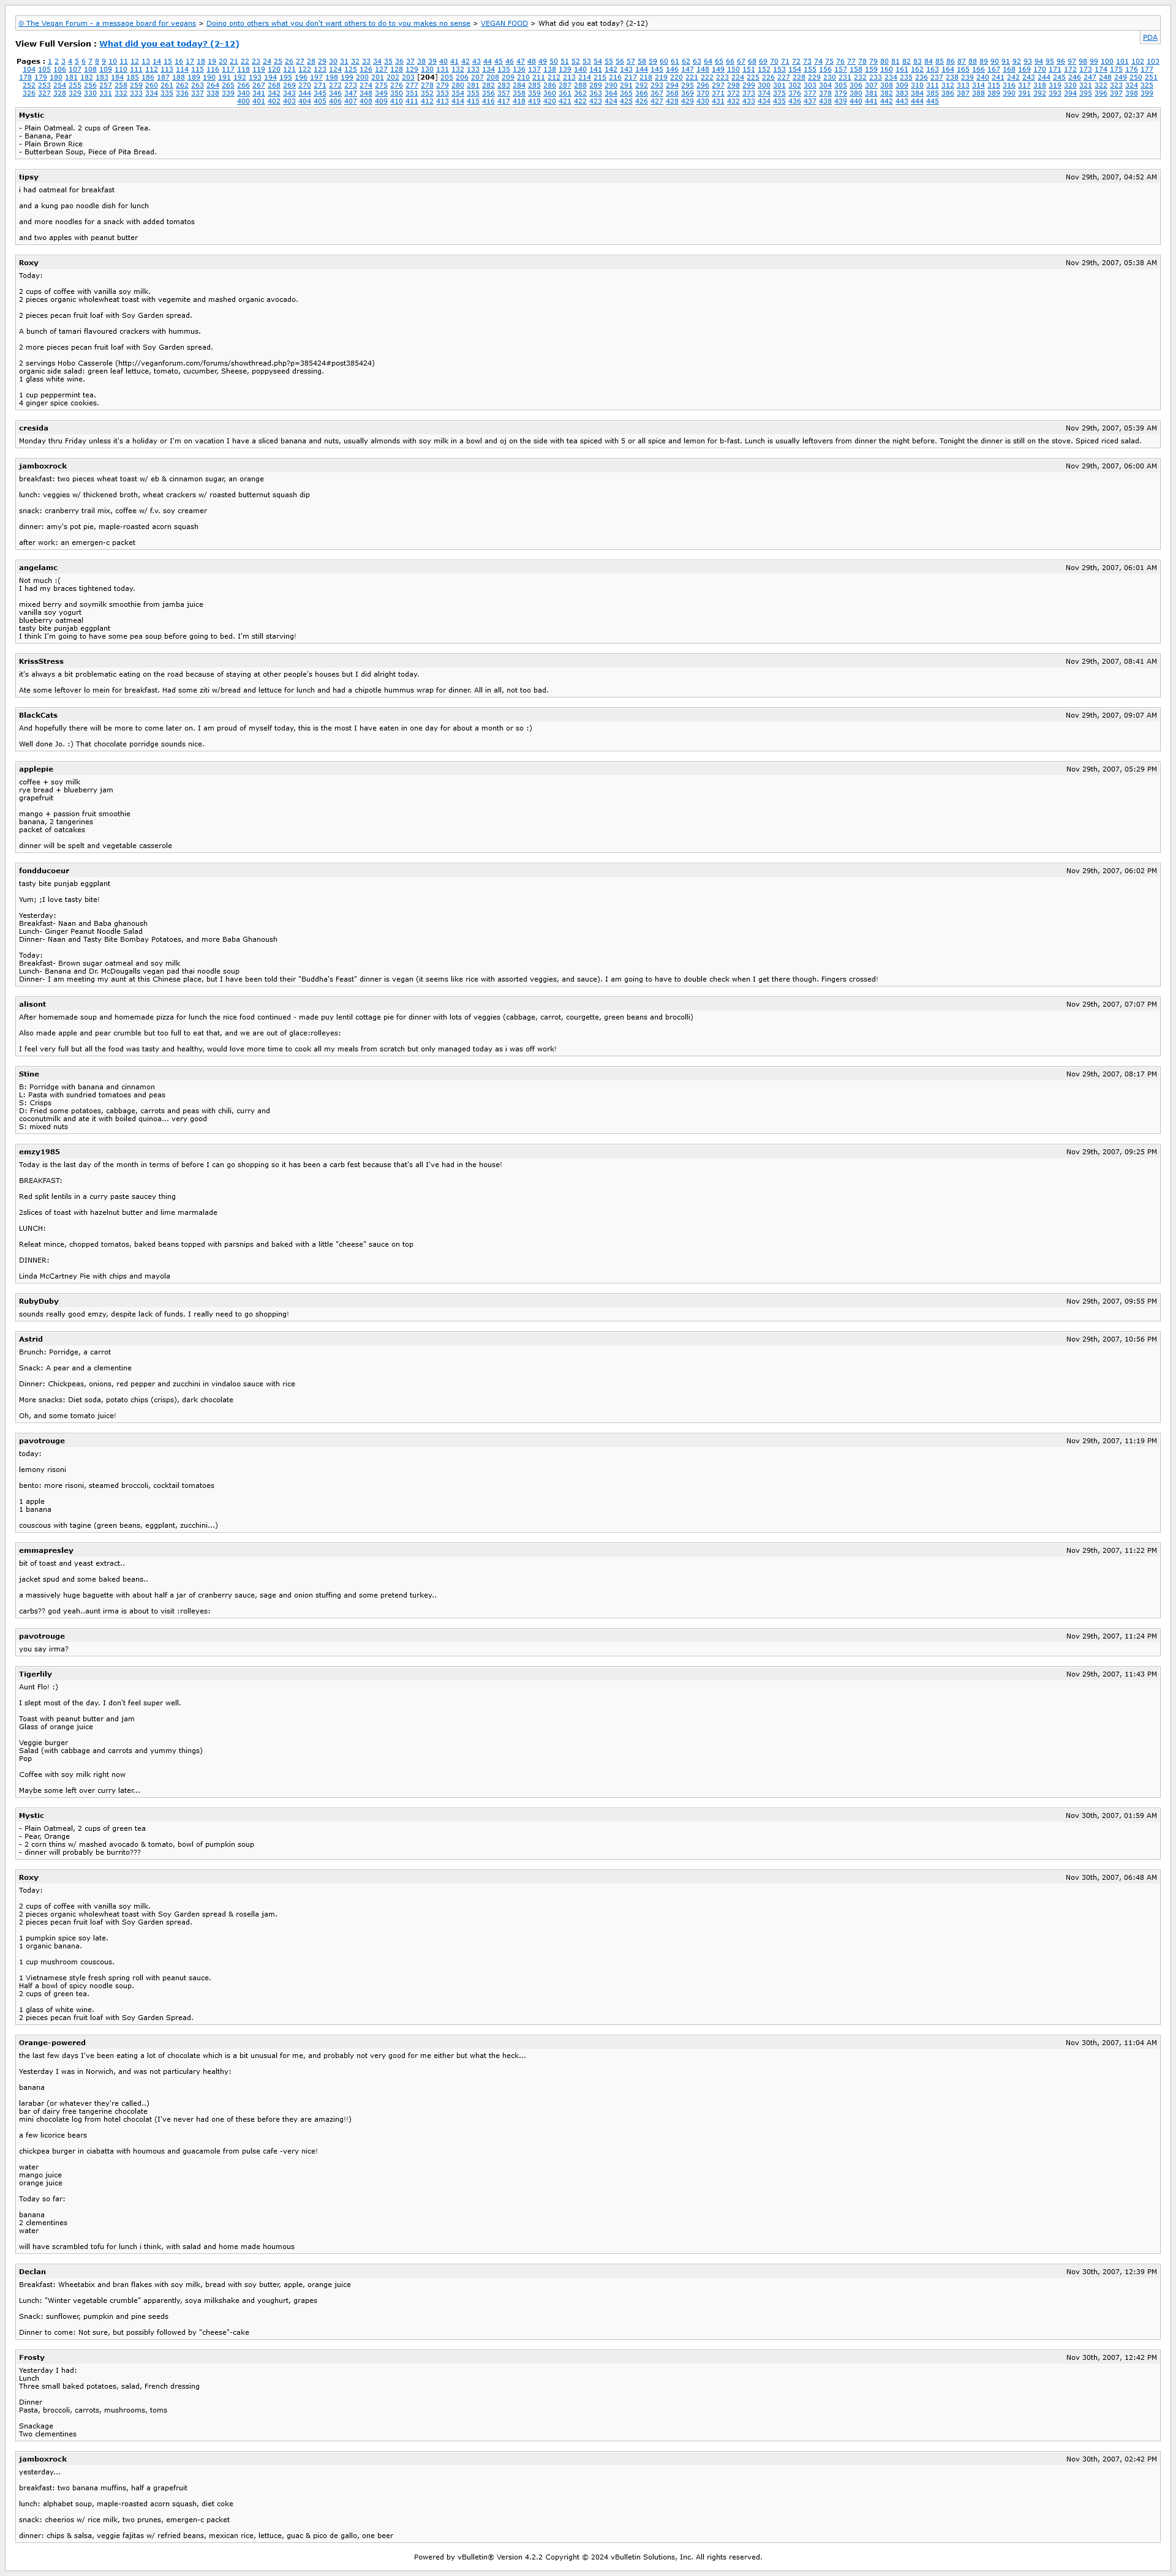 © The Vegan Forum - a message board for vegans > Doing onto others what you don't want others to do to you makes no sense > VEGAN FOOD > What did you eat today? (2-12)
PDA
View Full Version : What did you eat today? (2-12)
Pages : 1 2 3 4 5 6 7 8 9 10 11 12 13 14 15 16 17 18 19 20 21 22 23 24 25 26 27 28 29 30 31 32 33 34 35 36 37 38 39 40 41 42 43 44 45 46 47 48 49 50 51 52 53 54 55 56 57 58 59 60 61 62 63 64 65 66 67 68 69 70 71 72 73 74 75 76 77 78 79 80 81 82 83 84 85 86 87 88 89 90 91 92 93 94 95 96 97 98 99 100 101 102 103
104 105 106 107 108 109 110 111 112 113 114 115 116 117 118 119 120 121 122 123 124 125 126 127 128 129 130 131 132 133 134 135 136 137 138 139 140 141 142 143 144 145 146 147 148 149 150 151 152 153 154 155 156 157 158 159 160 161 162 163 164 165 166 167 168 169 170 171 172 173 174 175 176 177
178 179 180 181 182 183 184 185 186 187 188 189 190 191 192 193 194 195 196 197 198 199 200 201 202 203 [204] 205 206 207 208 209 210 211 212 213 214 215 216 217 218 219 220 221 222 223 224 225 226 227 228 229 230 231 232 233 234 235 236 237 238 239 240 241 242 243 244 245 246 247 248 249 250 251
252 253 254 255 256 257 258 259 260 261 262 263 264 265 266 267 268 269 270 271 272 273 274 275 276 277 278 279 280 281 282 283 284 285 286 287 288 289 290 291 292 293 294 295 296 297 298 299 300 301 302 303 304 305 306 307 308 309 310 311 312 313 314 315 316 317 318 319 320 321 322 323 324 325
326 327 328 329 330 331 332 333 334 335 336 337 338 339 340 341 342 343 344 345 346 347 348 349 350 351 352 353 354 355 356 357 358 359 360 361 362 363 364 365 366 367 368 369 370 371 372 373 374 375 376 377 378 379 380 381 382 383 384 385 386 387 388 389 390 391 392 393 394 395 396 397 398 399
400 401 402 403 404 405 406 407 408 409 410 411 412 413 414 415 416 417 418 419 420 421 422 423 424 425 426 427 428 429 430 431 432 433 434 435 436 437 438 439 440 441 442 443 444 445
Mystic Nov 29th, 2007, 02:37 AM
- Plain Oatmeal. 2 cups of Green Tea.
- Banana, Pear
- Plain Brown Rice
- Butterbean Soup, Piece of Pita Bread.
tipsy Nov 29th, 2007, 04:52 AM
i had oatmeal for breakfast
and a kung pao noodle dish for lunch
and more noodles for a snack with added tomatos
and two apples with peanut butter
Roxy Nov 29th, 2007, 05:38 AM
Today:
2 cups of coffee with vanilla soy milk.
2 pieces organic wholewheat toast with vegemite and mashed organic avocado.
2 pieces pecan fruit loaf with Soy Garden spread.
A bunch of tamari flavoured crackers with hummus.
2 more pieces pecan fruit loaf with Soy Garden spread.
2 servings Hobo Casserole (http://veganforum.com/forums/showthread.php?p=385424#post385424)
organic side salad: green leaf lettuce, tomato, cucumber, Sheese, poppyseed dressing.
1 glass white wine.
1 cup peppermint tea.
4 ginger spice cookies.
cresida Nov 29th, 2007, 05:39 AM
Monday thru Friday unless it's a holiday or I'm on vacation I have a sliced banana and nuts, usually almonds with soy milk in a bowl and oj on the side with tea spiced with 5 or all spice and lemon for b-fast. Lunch is usually leftovers from dinner the night before. Tonight the dinner is still on the stove. Spiced riced salad.
jamboxrock Nov 29th, 2007, 06:00 AM
breakfast: two pieces wheat toast w/ eb & cinnamon sugar, an orange
lunch: veggies w/ thickened broth, wheat crackers w/ roasted butternut squash dip
snack: cranberry trail mix, coffee w/ f.v. soy creamer
dinner: amy's pot pie, maple-roasted acorn squash
after work: an emergen-c packet
angelamc Nov 29th, 2007, 06:01 AM
Not much :(
I had my braces tightened today.
mixed berry and soymilk smoothie from jamba juice
vanilla soy yogurt
blueberry oatmeal
tasty bite punjab eggplant
I think I'm going to have some pea soup before going to bed. I'm still starving!
KrissStress Nov 29th, 2007, 08:41 AM
it's always a bit problematic eating on the road because of staying at other people's houses but I did alright today.
Ate some leftover lo mein for breakfast. Had some ziti w/bread and lettuce for lunch and had a chipotle hummus wrap for dinner. All in all, not too bad.
BlackCats Nov 29th, 2007, 09:07 AM
And hopefully there will be more to come later on. I am proud of myself today, this is the most I have eaten in one day for about a month or so :)
Well done Jo. :) That chocolate porridge sounds nice.
applepie Nov 29th, 2007, 05:29 PM
coffee + soy milk
rye bread + blueberry jam
grapefruit
mango + passion fruit smoothie
banana, 2 tangerines
packet of oatcakes
dinner will be spelt and vegetable casserole
fondducoeur Nov 29th, 2007, 06:02 PM
tasty bite punjab eggplant
Yum; ;I love tasty bite!
Yesterday:
Breakfast- Naan and Baba ghanoush
Lunch- Ginger Peanut Noodle Salad
Dinner- Naan and Tasty Bite Bombay Potatoes, and more Baba Ghanoush
Today:
Breakfast- Brown sugar oatmeal and soy milk
Lunch- Banana and Dr. McDougalls vegan pad thai noodle soup
Dinner- I am meeting my aunt at this Chinese place, but I have been told their "Buddha's Feast" dinner is vegan (it seems like rice with assorted veggies, and sauce). I am going to have to double check when I get there though. Fingers crossed!
alisont Nov 29th, 2007, 07:07 PM
After homemade soup and homemade pizza for lunch the nice food continued - made puy lentil cottage pie for dinner with lots of veggies (cabbage, carrot, courgette, green beans and brocolli)
Also made apple and pear crumble but too full to eat that, and we are out of glace:rolleyes:
I feel very full but all the food was tasty and healthy, would love more time to cook all my meals from scratch but only managed today as i was off work!
Stine Nov 29th, 2007, 08:17 PM
B: Porridge with banana and cinnamon
L: Pasta with sundried tomatoes and peas
S: Crisps
D: Fried some potatoes, cabbage, carrots and peas with chili, curry and
coconutmilk and ate it with boiled quinoa... very good
S: mixed nuts
emzy1985 Nov 29th, 2007, 09:25 PM
Today is the last day of the month in terms of before I can go shopping so it has been a carb fest because that's all I've had in the house!
BREAKFAST:
Red split lentils in a curry paste saucey thing
2slices of toast with hazelnut butter and lime marmalade
LUNCH:
Releat mince, chopped tomatos, baked beans topped with parsnips and baked with a little "cheese" sauce on top
DINNER:
Linda McCartney Pie with chips and mayola
RubyDuby Nov 29th, 2007, 09:55 PM
sounds really good emzy, despite lack of funds. I really need to go shopping!
Astrid Nov 29th, 2007, 10:56 PM
Brunch: Porridge, a carrot
Snack: A pear and a clementine
Dinner: Chickpeas, onions, red pepper and zucchini in vindaloo sauce with rice
More snacks: Diet soda, potato chips (crisps), dark chocolate
Oh, and some tomato juice!
pavotrouge Nov 29th, 2007, 11:19 PM
today:
lemony risoni
bento: more risoni, steamed broccoli, cocktail tomatoes
1 apple
1 banana
couscous with tagine (green beans, eggplant, zucchini...)
emmapresley Nov 29th, 2007, 11:22 PM
bit of toast and yeast extract..
jacket spud and some baked beans..
a massively huge baguette with about half a jar of cranberry sauce, sage and onion stuffing and some pretend turkey..
carbs?? god yeah..aunt irma is about to visit :rolleyes:
pavotrouge Nov 29th, 2007, 11:24 PM
you say irma?
Tigerlily Nov 29th, 2007, 11:43 PM
Aunt Flo! :)
I slept most of the day. I don't feel super well.
Toast with peanut butter and jam
Glass of orange juice
Veggie burger
Salad (with cabbage and carrots and yummy things)
Pop
Coffee with soy milk right now
Maybe some left over curry later...
Mystic Nov 30th, 2007, 01:59 AM
- Plain Oatmeal, 2 cups of green tea
- Pear, Orange
- 2 corn thins w/ mashed avocado & tomato, bowl of pumpkin soup
- dinner will probably be burrito???
Roxy Nov 30th, 2007, 06:48 AM
Today:
2 cups of coffee with vanilla soy milk.
2 pieces organic wholewheat toast with Soy Garden spread & rosella jam.
2 pieces pecan fruit loaf with Soy Garden spread.
1 pumpkin spice soy late.
1 organic banana.
1 cup mushroom couscous.
1 Vietnamese style fresh spring roll with peanut sauce.
Half a bowl of spicy noodle soup.
2 cups of green tea.
1 glass of white wine.
2 pieces pecan fruit loaf with Soy Garden Spread.
Orange-powered Nov 30th, 2007, 11:04 AM
the last few days I've been eating a lot of chocolate which is a bit unusual for me, and probably not very good for me either but what the heck...
Yesterday I was in Norwich, and was not particulary healthy:
banana
larabar (or whatever they're called..)
bar of dairy free tangerine chocolate
mini chocolate log from hotel chocolat (I've never had one of these before they are amazing!!)
a few licorice bears
chickpea burger in ciabatta with houmous and guacamole from pulse cafe -very nice!
water
mango juice
orange juice
Today so far:
banana
2 clementines
water
will have scrambled tofu for lunch i think, with salad and home made houmous
Declan Nov 30th, 2007, 12:39 PM
Breakfast: Wheetabix and bran flakes with soy milk, bread with soy butter, apple, orange juice
Lunch: "Winter vegetable crumble" apparently, soya milkshake and youghurt, grapes
Snack: sunflower, pumpkin and pine seeds
Dinner to come: Not sure, but possibly followed by "cheese"-cake
Frosty Nov 30th, 2007, 12:42 PM
Yesterday I had:
Lunch
Three small baked potatoes, salad, French dressing
Dinner
Pasta, broccoli, carrots, mushrooms, toms
Snackage
Two clementines
jamboxrock Nov 30th, 2007, 02:42 PM
yesterday...
breakfast: two banana muffins, half a grapefruit
lunch: alphabet soup, maple-roasted acorn squash, diet coke
snack: cheerios w/ rice milk, two prunes, emergen-c packet
dinner: chips & salsa, veggie fajitas w/ refried beans, mexican rice, lettuce, guac & pico de gallo, one beer
Powered by vBulletin® Version 4.2.2 Copyright © 2024 vBulletin Solutions, Inc. All rights reserved.